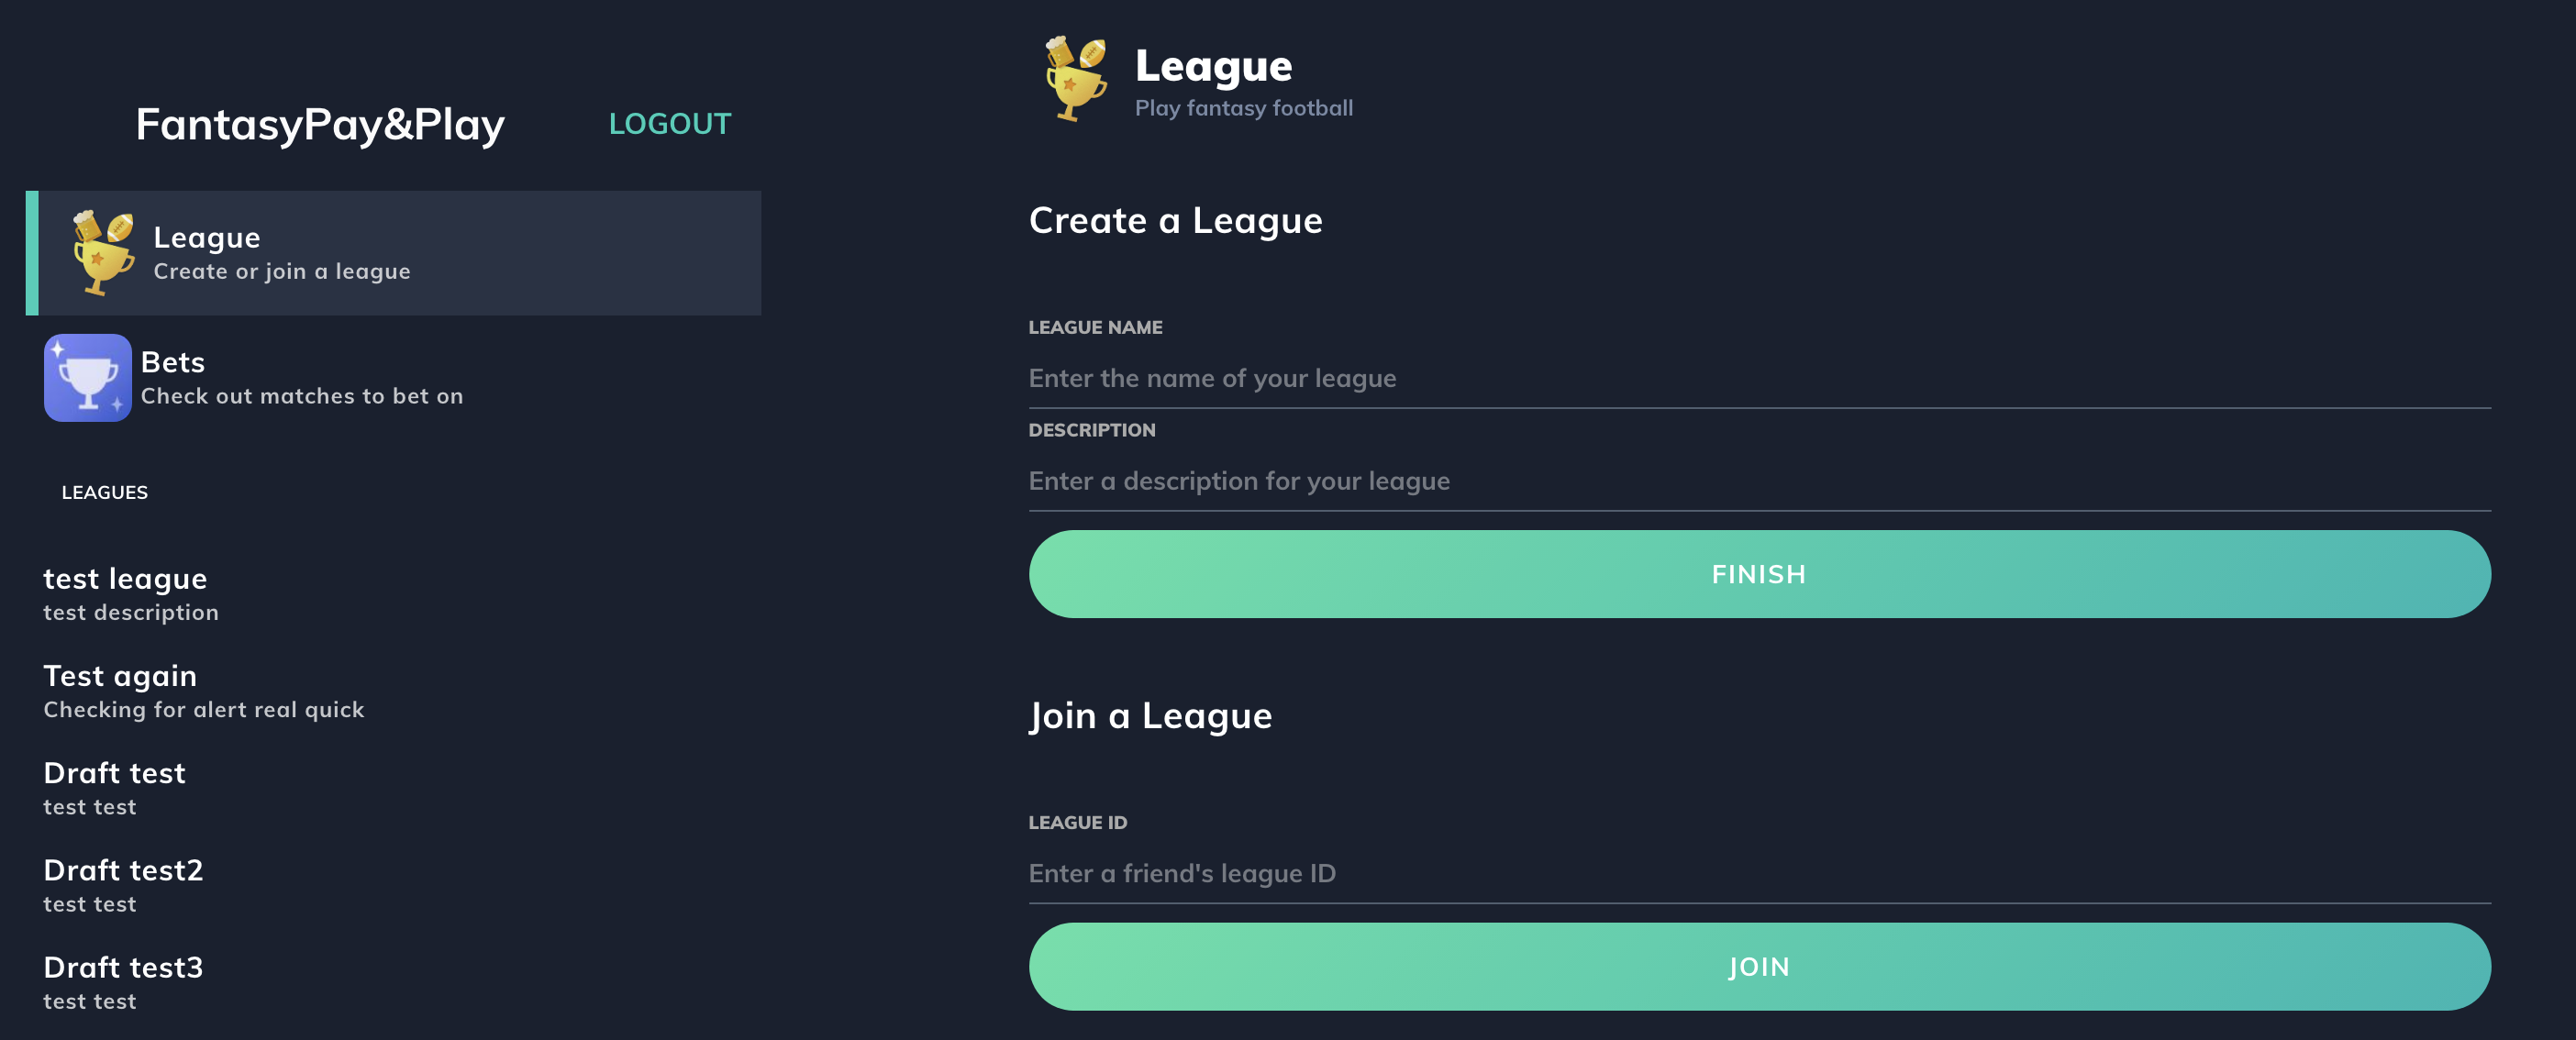 FantasyPay&Play
LOGOUT
League
Create or join a league
Bets
Check out matches to bet on
LEAGUES
test league
test description
Test again
Checking for alert real quick
Draft test
test test
Draft test2
test test
Draft test3
test test
League
Play fantasy football
Create a League
LEAGUE NAME
Enter the name of your league
DESCRIPTION
Enter a description for your league
FINISH
Join a League
LEAGUE ID
Enter a friend's league ID
JOIN